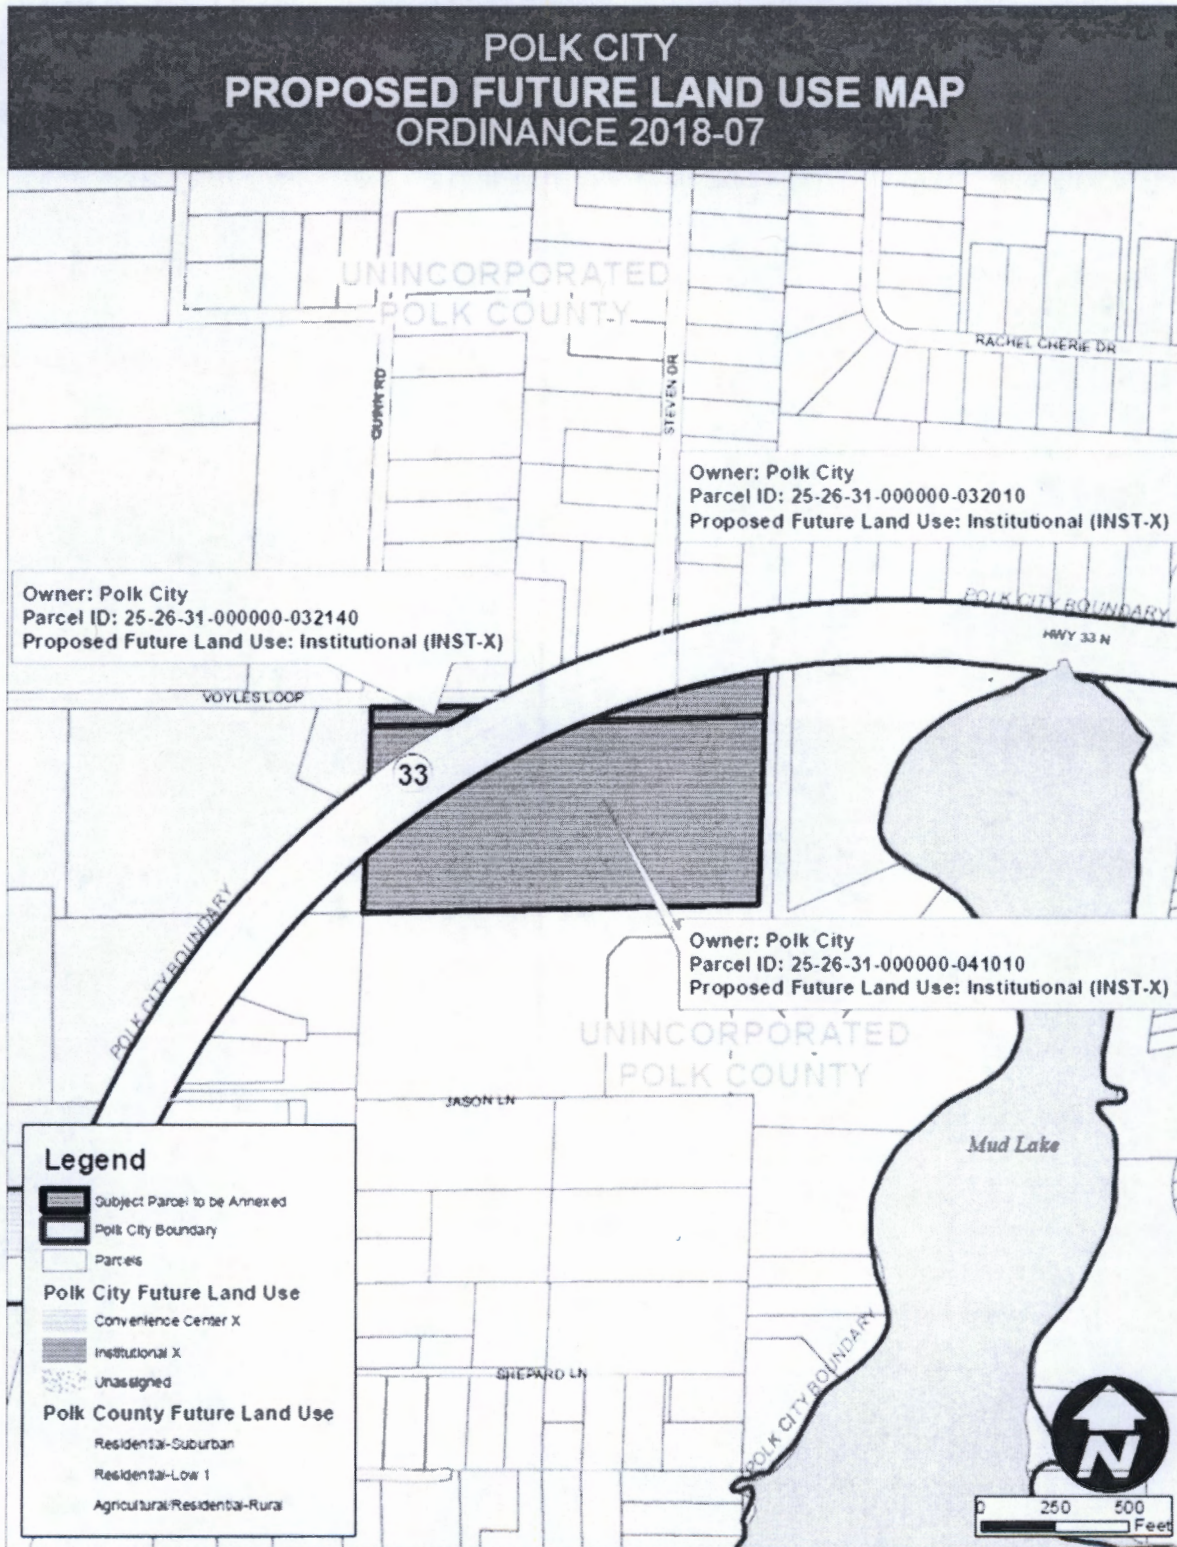 POLK CITY
PROPOSED FUTURE LAND USE MAP
ORDINANCE 2018-07
UNINCORPORATED
POLK COUNTY
RACHEL CHERIE DR
QUINN RD
STEVEN DR
Owner: Polk City
Parcel ID: 25-26-31-000000-032010
Proposed Future Land Use: Institutional (INST-X)
Owner: Polk City
Parcel ID: 25-26-31-000000-032140
Proposed Future Land Use: Institutional (INST-X)
POLK CITY BOUNDARY
HWY 33 N
VOYLES LOOP
33
POLK CITY BOUNDARY
Owner: Polk City
Parcel ID: 25-26-31-000000-041010
Proposed Future Land Use: Institutional (INST-X)
UNINCORPORATED
POLK COUNTY
JASON LN
Mud Lake
Legend
Subject Parcel to be Annexed
Polk City Boundary
Parcels
Polk City Future Land Use
Convenience Center X
Institutional X
Unassigned
Polk County Future Land Use
Residential-Suburban
Residential-Low 1
Agricultural/Residential-Rural
SHEPARD LN
POLK CITY BOUNDARY
N
0 250 500
Feet